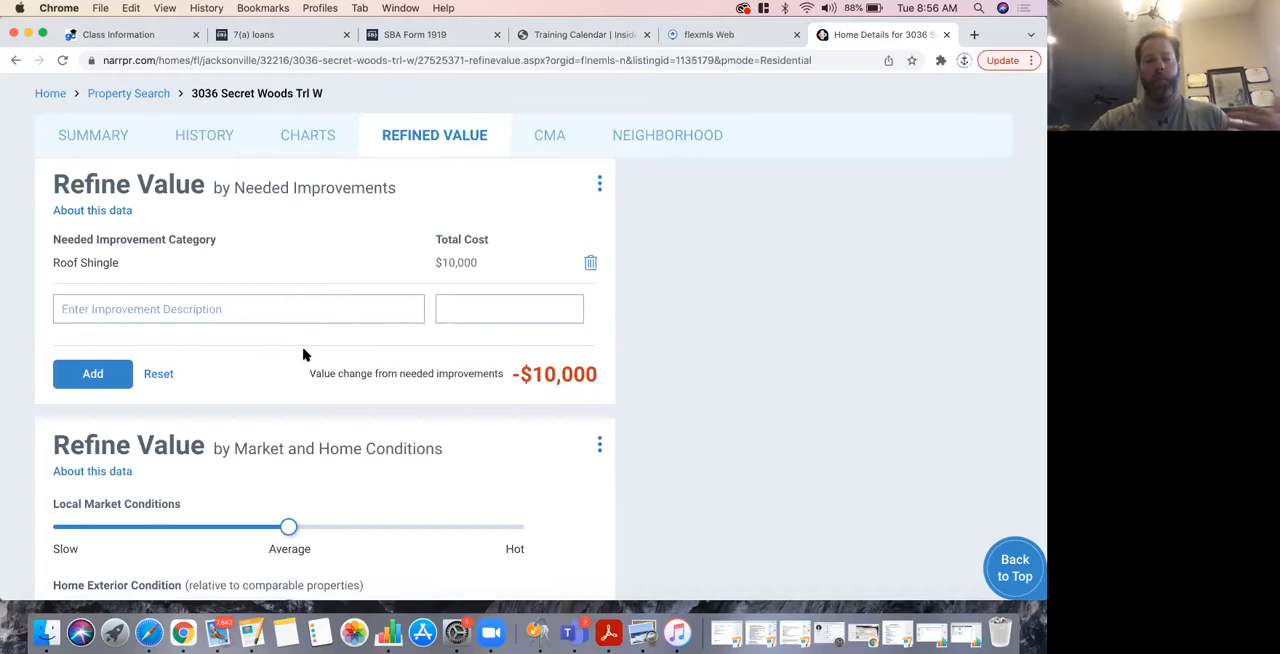 Chrome File Edit View History Bookmarks Profiles Tab Window Help 88% Tue 8:56 AM
Class Information × 7(a) loans × SBA Form 1919 × Training Calendar | Insid × flexmls Web × Home Details for 3036 S ×
narrpr.com/homes/fl/jacksonville/32216/3036-secret-woods-trl-w/27525371-refinevalue.aspx?orgid=flnemls-n&listingid=1135179&pmode=Residential Update
Home > Property Search > 3036 Secret Woods Trl W
SUMMARY HISTORY CHARTS REFINED VALUE CMA NEIGHBORHOOD
Refine Value by Needed Improvements
About this data
Needed Improvement Category Total Cost
Roof Shingle $10,000
Enter Improvement Description
Add Reset Value change from needed improvements -$10,000
Refine Value by Market and Home Conditions
About this data
Local Market Conditions
Slow Average Hot
Home Exterior Condition (relative to comparable properties)
Back
to Top
7,842 1 2